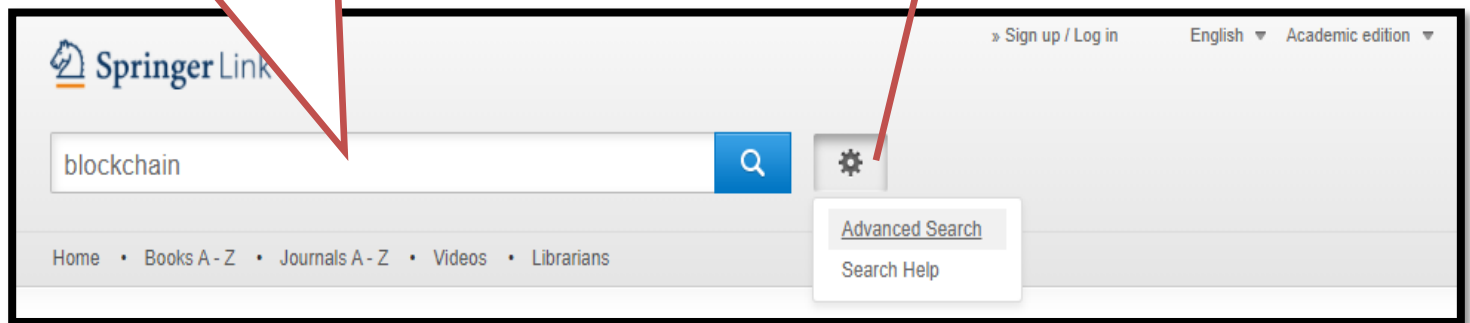 » Sign up / Log in English Academic edition
Springer Link
blockchain
Advanced Search
Search Help
Home • Books A - Z • Journals A - Z • Videos • Librarians